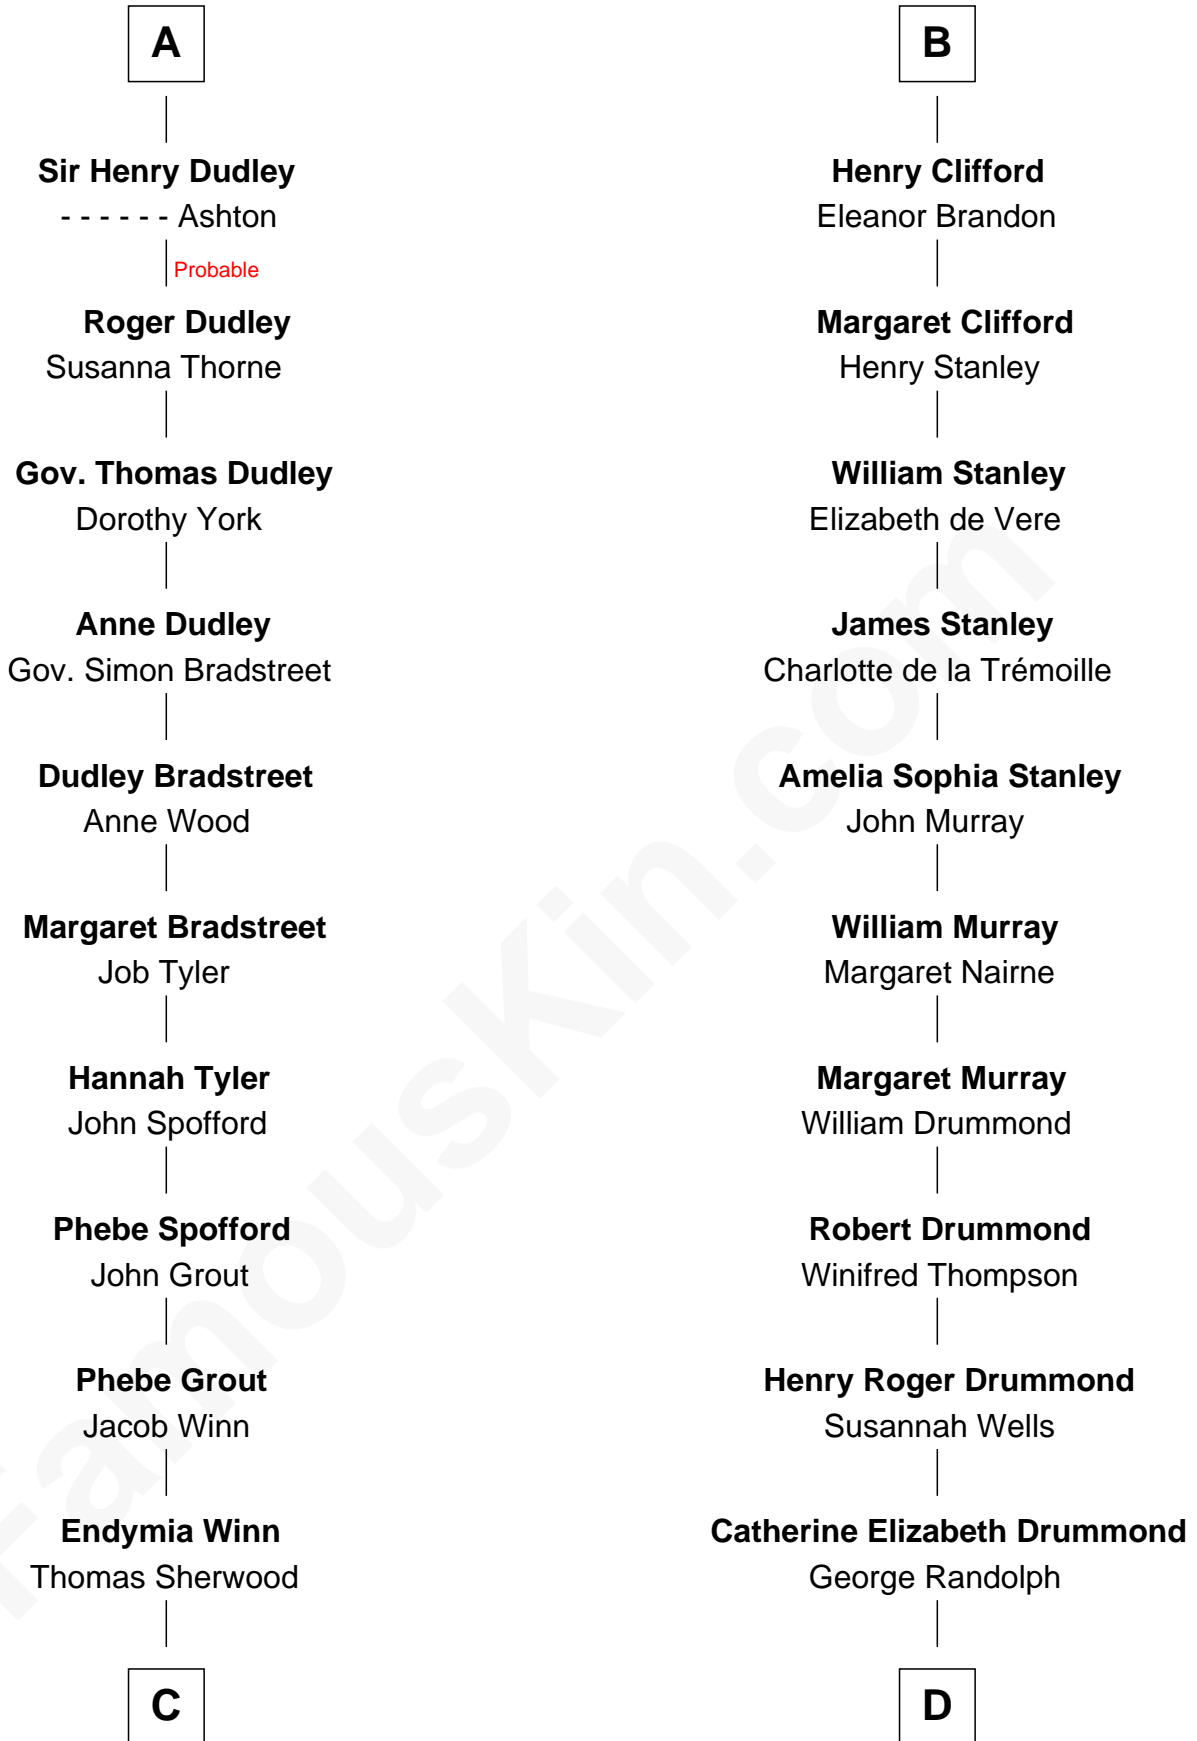 A
Sir Henry Dudley
- - - - - - Ashton
Probable
Roger Dudley
Susanna Thorne
Gov. Thomas Dudley
Dorothy York
Anne Dudley
Gov. Simon Bradstreet
Dudley Bradstreet
Anne Wood
Margaret Bradstreet
Job Tyler
Hannah Tyler
John Spofford
Phebe Spofford
John Grout
Phebe Grout
Jacob Winn
Endymia Winn
Thomas Sherwood
C
B
Henry Clifford
Eleanor Brandon
Margaret Clifford
Henry Stanley
William Stanley
Elizabeth de Vere
James Stanley
Charlotte de la Trémoille
Amelia Sophia Stanley
John Murray
William Murray
Margaret Nairne
Margaret Murray
William Drummond
Robert Drummond
Winifred Thompson
Henry Roger Drummond
Susannah Wells
Catherine Elizabeth Drummond
George Randolph
D
FamousKin.com